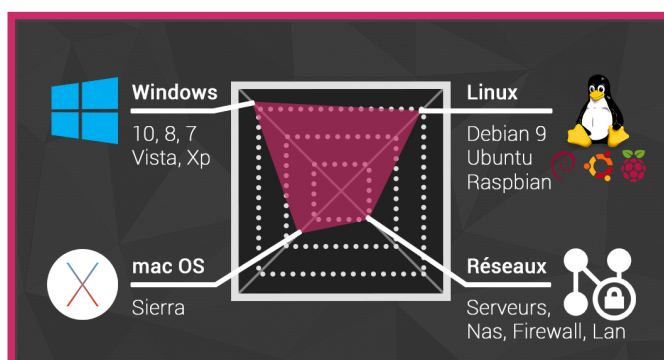 Windows
10, 8, 7
Vista, Xp
Linux
Debian 9
Ubuntu
Raspbian
mac OS
Sierra
Réseaux
Serveurs,
Nas, Firewall, Lan